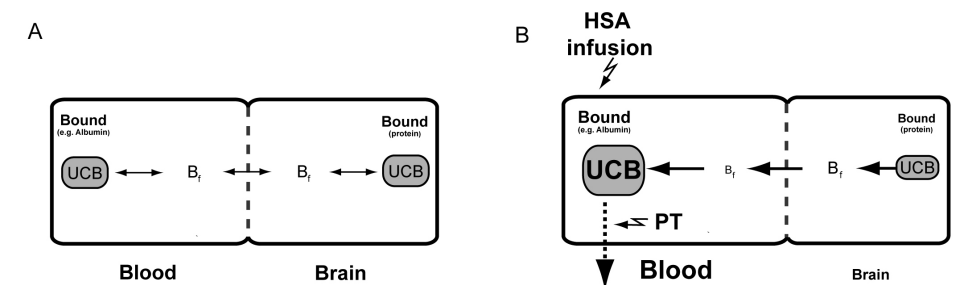 A
Bound
(e.g. Albumin)
UCB
Bf
Bf
Bound
(protein)
UCB
Blood
Brain
B
HSA
infusion
Bound
(e.g. Albumin)
UCB
Bf
Bf
Bound
(protein)
UCB
PT
Blood
Brain